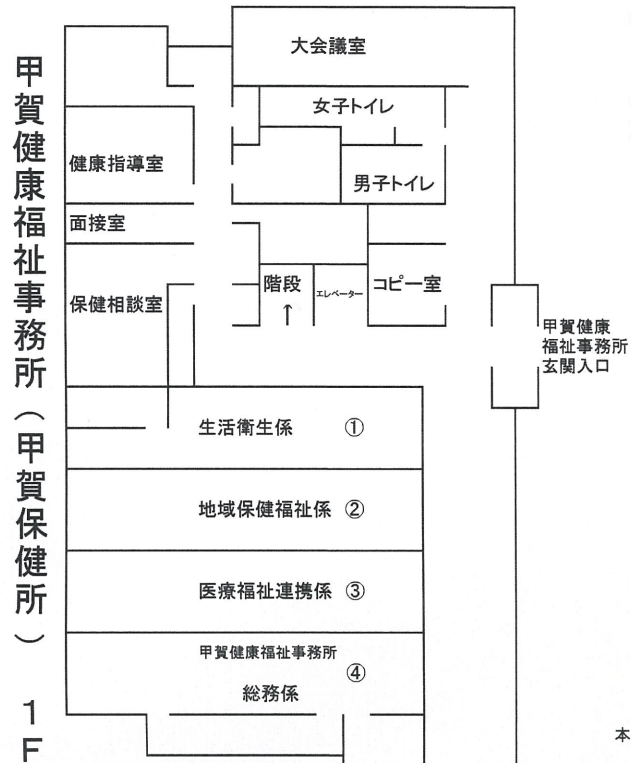 甲賀健康福祉事務所(甲賀保健所) 1F
大会議室
女子トイレ
健康指導室
男子トイレ
面接室
保健相談室
階段
↑
エレベーター
コピー室
甲賀健康
福祉事務所
玄関入口
生活衛生係 ①
地域保健福祉係 ②
医療福祉連携係 ③
甲賀健康福祉事務所
④
総務係
本